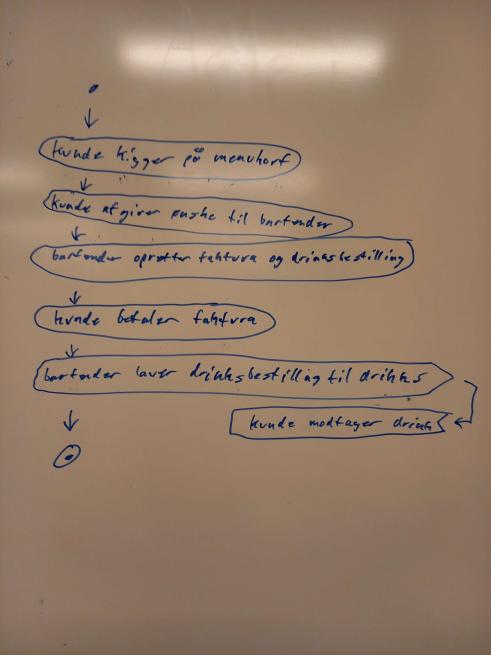 kunde kigger på menukort
kunde afgiver ønske til bartender
bartender opretter faktura og drinksbestilling
kunde betaler faktura
bartender laver drinksbestilling til drinks
kunde modtager drink